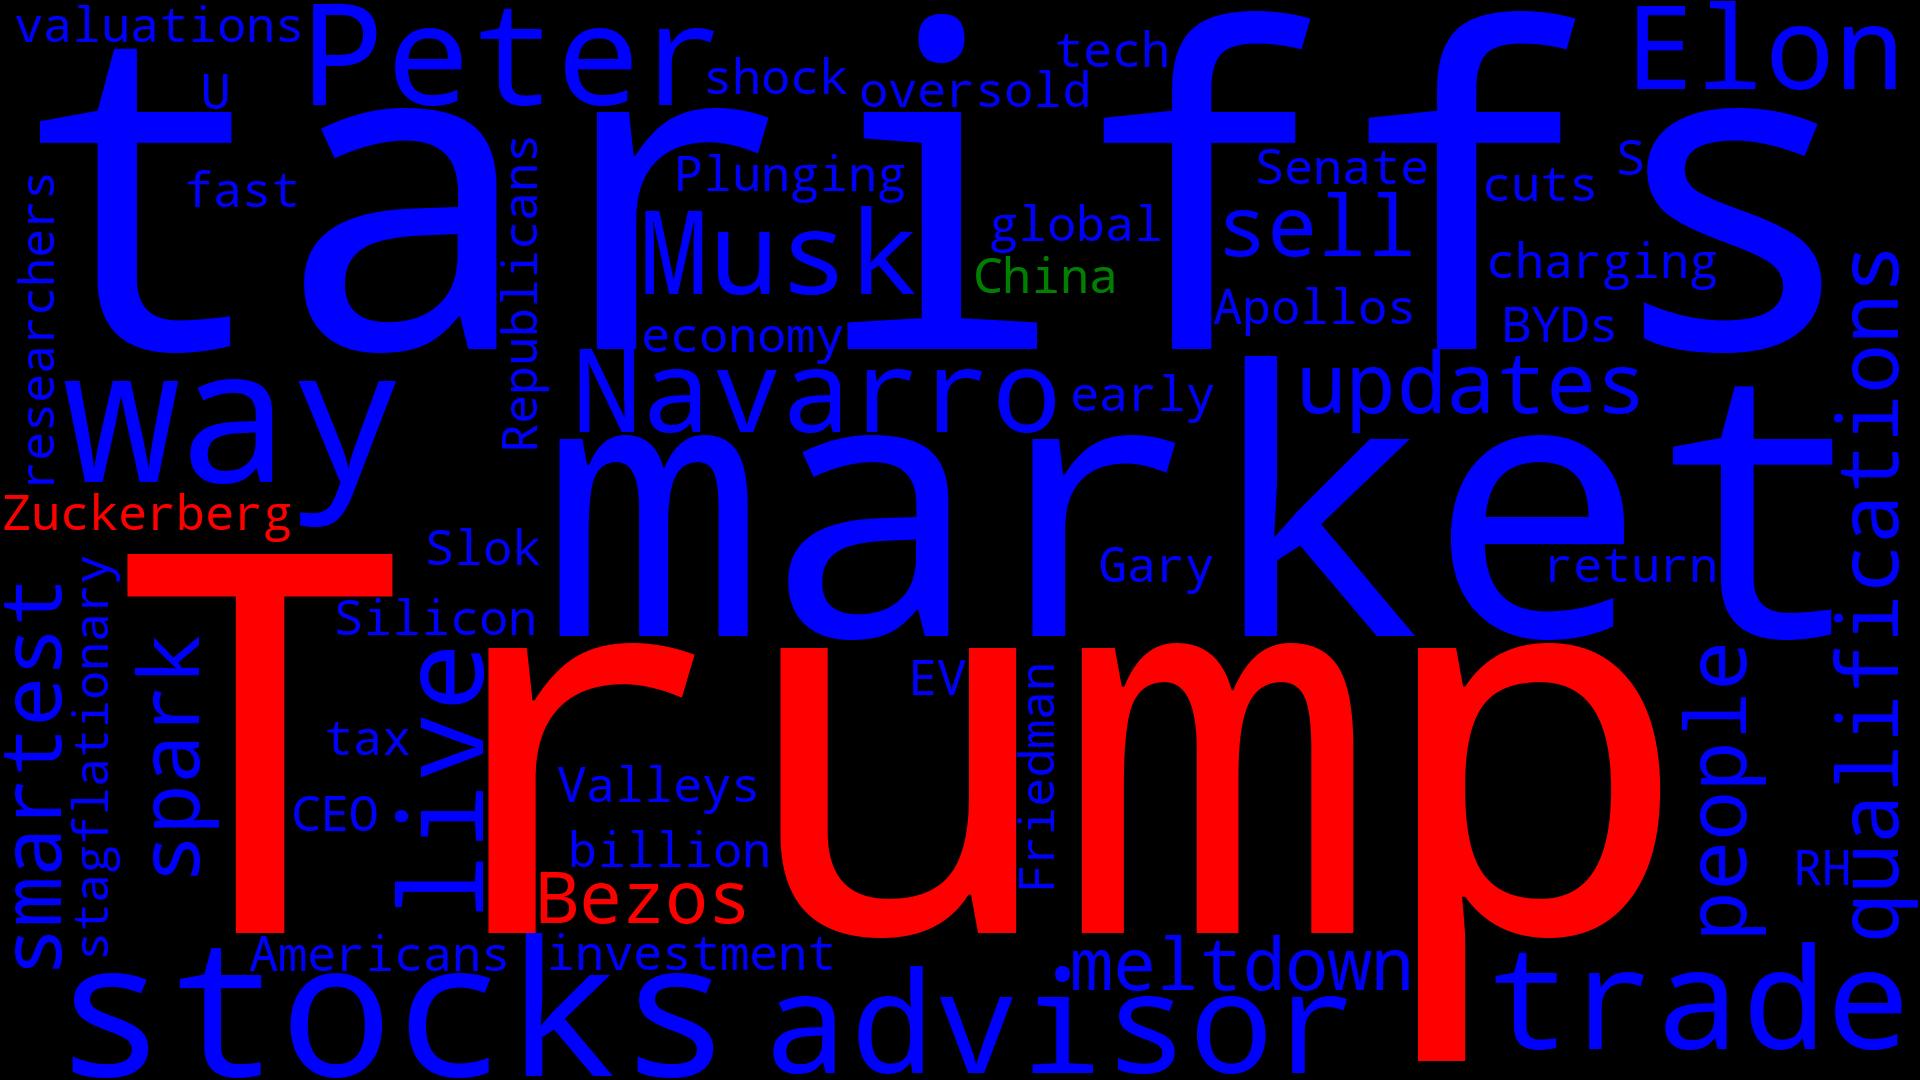 valuations
Peter
tech
Elon
U
shock
oversold
tariffs
fast
Republicans
Plunging
Senate
cuts
S
researchers
Musk
global
sell
China
charging
Apollos
BYDs
economy
way
Navarro
early
updates
qualifications
market
Zuckerberg
Slok
Gary
return
smartest
stagflationary
Trump
Silicon
spark
live
EV
Friedman
people
tax
Valleys
CEO
billion
RH
Bezos
Americans
investment
meltdown
stocks
advisor
trade